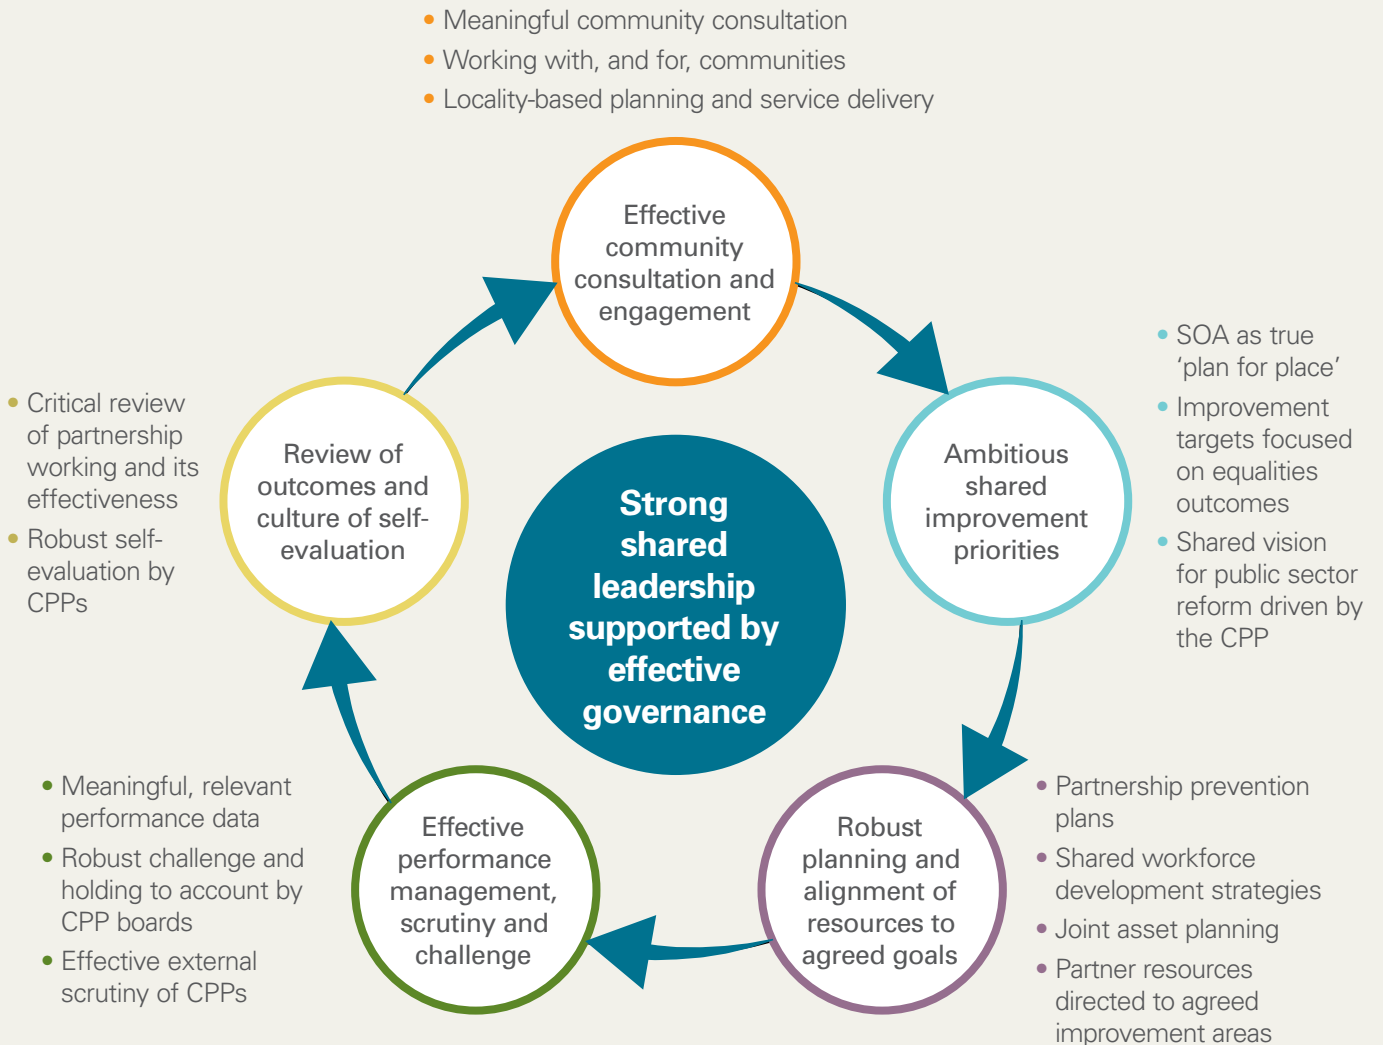 • Meaningful community consultation
• Working with, and for, communities
• Locality-based planning and service delivery
Effective
community
consultation and
engagement
• SOA as true
‘plan for place’
• Improvement
targets focused
on equalities
outcomes
• Shared vision
for public sector
reform driven by
the CPP
Ambitious
shared
improvement
priorities
• Critical review
of partnership
working and its
effectiveness
• Robust self-
evaluation by
CPPs
Review of
outcomes and
culture of self-
evaluation
Strong
shared
leadership
supported by
effective
governance
• Meaningful, relevant
performance data
• Robust challenge and
holding to account by
CPP boards
• Effective external
scrutiny of CPPs
Effective
performance
management,
scrutiny and
challenge
Robust
planning and
alignment of
resources to
agreed goals
• Partnership prevention
plans
• Shared workforce
development strategies
• Joint asset planning
• Partner resources
directed to agreed
improvement areas